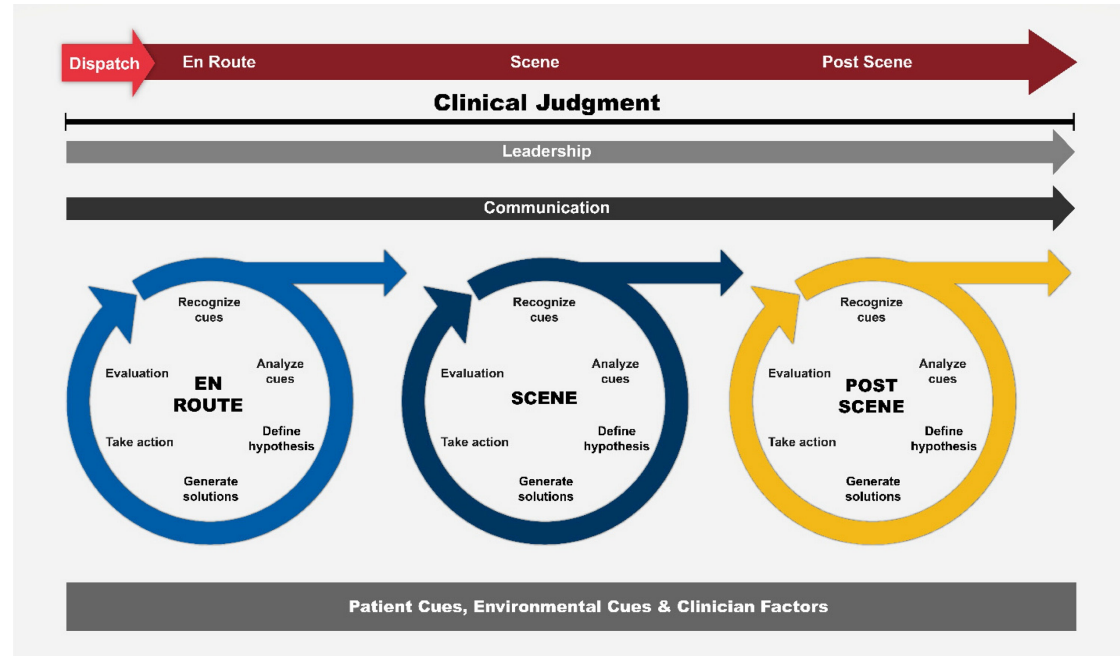 Dispatch
En Route
Scene
Post Scene
Clinical Judgment
Leadership
Communication
Recognize
cues
Analyze
cues
Define
hypothesis
Generate
solutions
Take action
Evaluation
EN
ROUTE
Recognize
cues
Analyze
cues
Define
hypothesis
Generate
solutions
Take action
Evaluation
SCENE
Recognize
cues
Analyze
cues
Define
hypothesis
Generate
solutions
Take action
Evaluation
POST
SCENE
Patient Cues, Environmental Cues & Clinician Factors